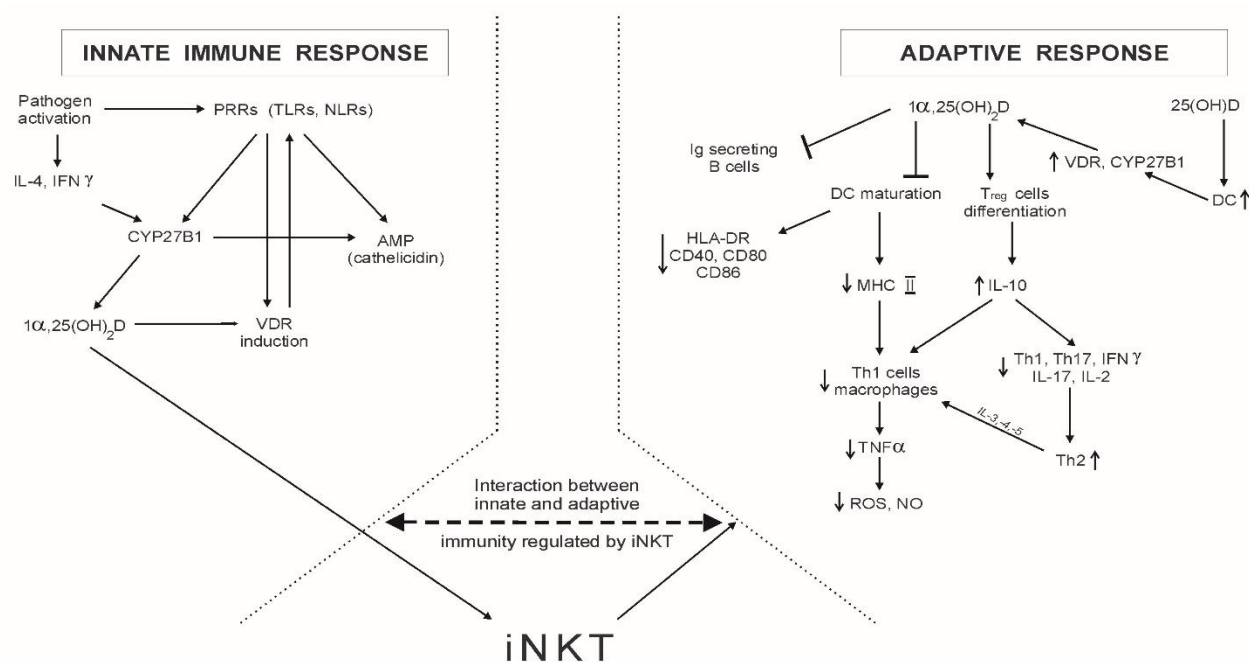 INNATE IMMUNE RESPONSE
Pathogen
activation
PRRs (TLRs, NLRs)
IL-4, IFN γ
CYP27B1
AMP
(cathelicidin)
1α,25(OH)₂D
VDR
induction
ADAPTIVE RESPONSE
1α,25(OH)₂D
25(OH)D
Ig secreting
B cells
↑ VDR, CYP27B1
DC maturation
Treg cells
differentiation
DC ↑
↓ HLA-DR
CD40, CD80
CD86
↓ MHC II
↑ IL-10
↓ Th1 cells
macrophages
↓ Th1, Th17, IFN γ
IL-17, IL-2
IL-3,-4,-5
↓ TNFα
Th2 ↑
↓ ROS, NO
Interaction between
innate and adaptive
immunity regulated by iNKT
iNKT